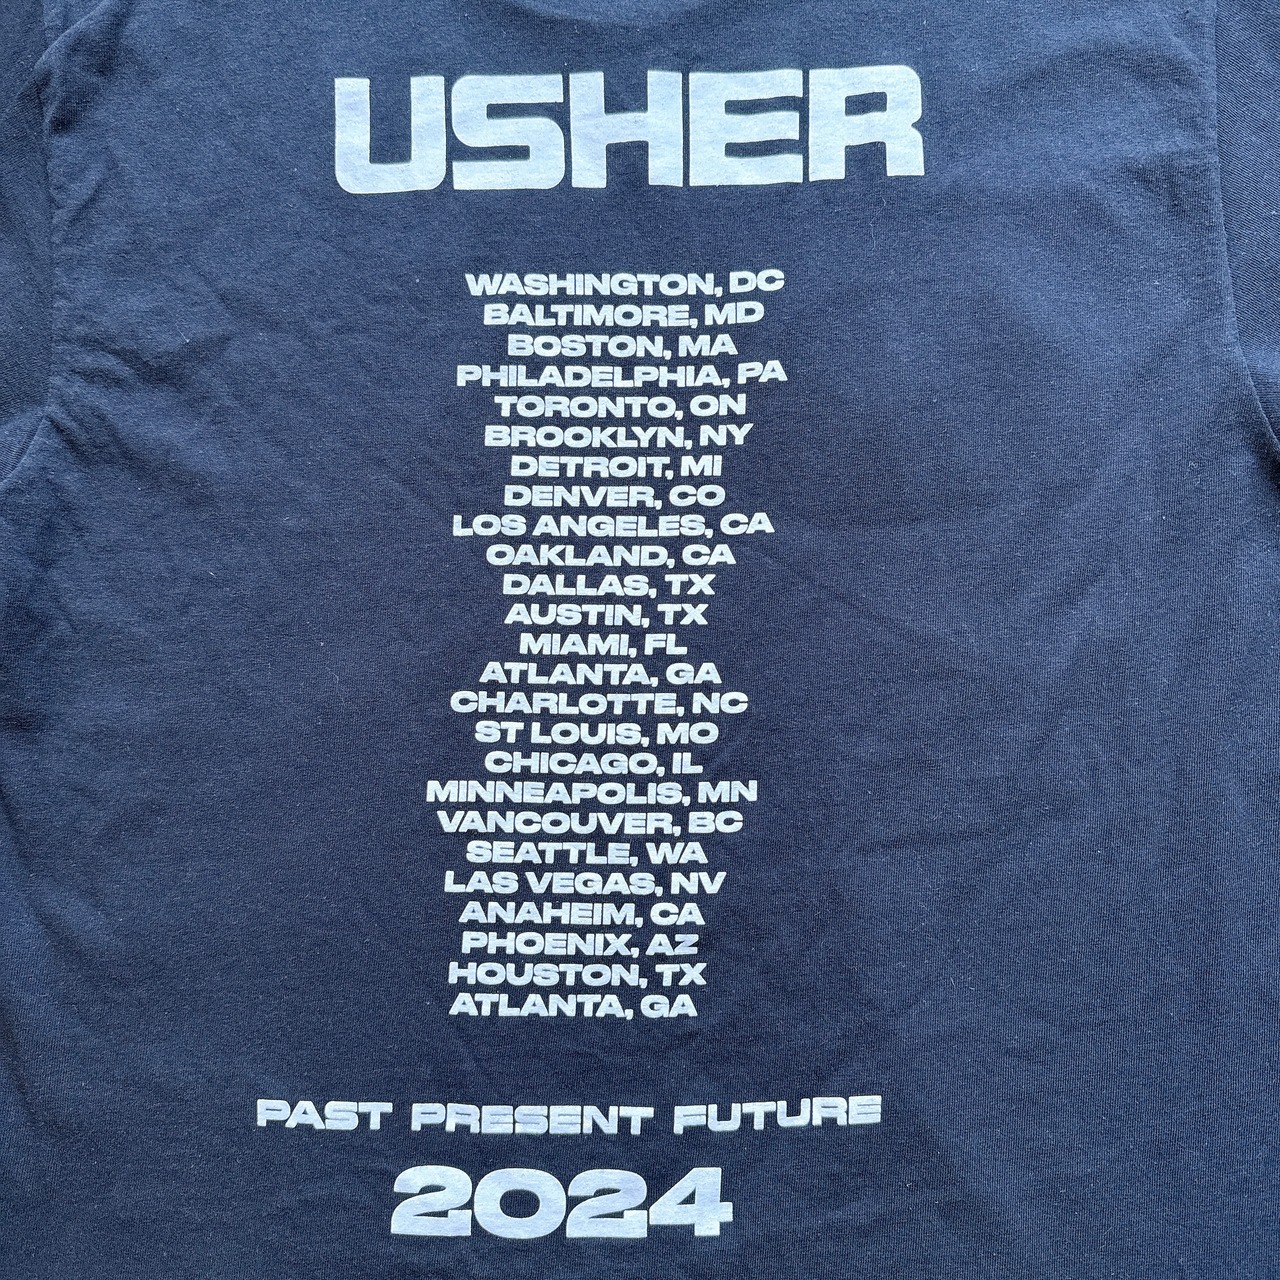 USHER
WASHINGTON, DC
BALTIMORE, MD
BOSTON, MA
PHILADELPHIA, PA
TORONTO, ON
BROOKLYN, NY
DETROIT, MI
DENVER, CO
LOS ANGELES, CA
OAKLAND, CA
DALLAS, TX
AUSTIN, TX
MIAMI, FL
ATLANTA, GA
CHARLOTTE, NC
ST LOUIS, MO
CHICAGO, IL
MINNEAPOLIS, MN
VANCOUVER, BC
SEATTLE, WA
LAS VEGAS, NV
ANAHEIM, CA
PHOENIX, AZ
HOUSTON, TX
ATLANTA, GA
PAST PRESENT FUTURE
2024